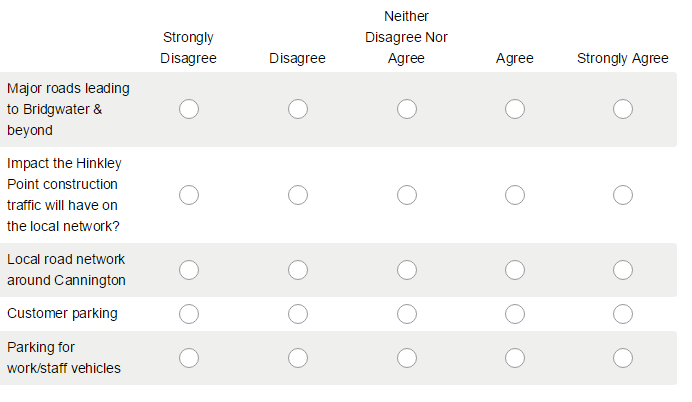 Strongly
Disagree
Disagree
Neither
Disagree Nor
Agree
Agree
Strongly Agree
Major roads leading
to Bridgwater &
beyond
Impact the Hinkley
Point construction
traffic will have on
the local network?
Local road network
around Cannington
Customer parking
Parking for
work/staff vehicles